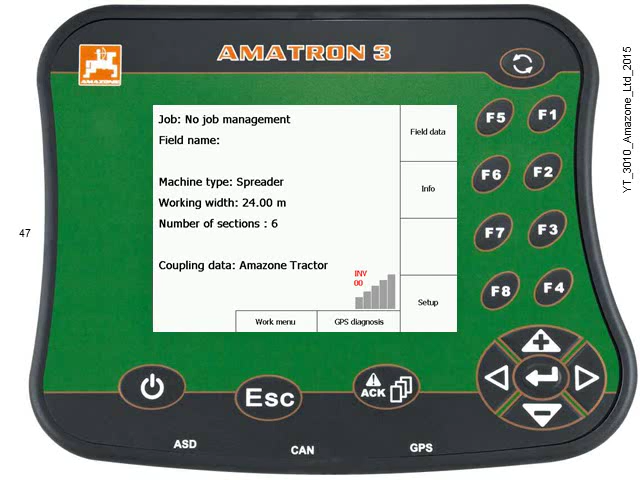 AMATRON 3
AMAZONE
Job: No job management
Field name:
Machine type: Spreader
Working width: 24.00 m
Number of sections : 6
Coupling data: Amazone Tractor
INV
00
Field data
Info
Setup
Work menu
GPS diagnosis
F5
F1
F6
F2
F7
F3
F8
F4
Esc
ACK
ASD
CAN
GPS
47
YT_3010_Amazone_Ltd_2015